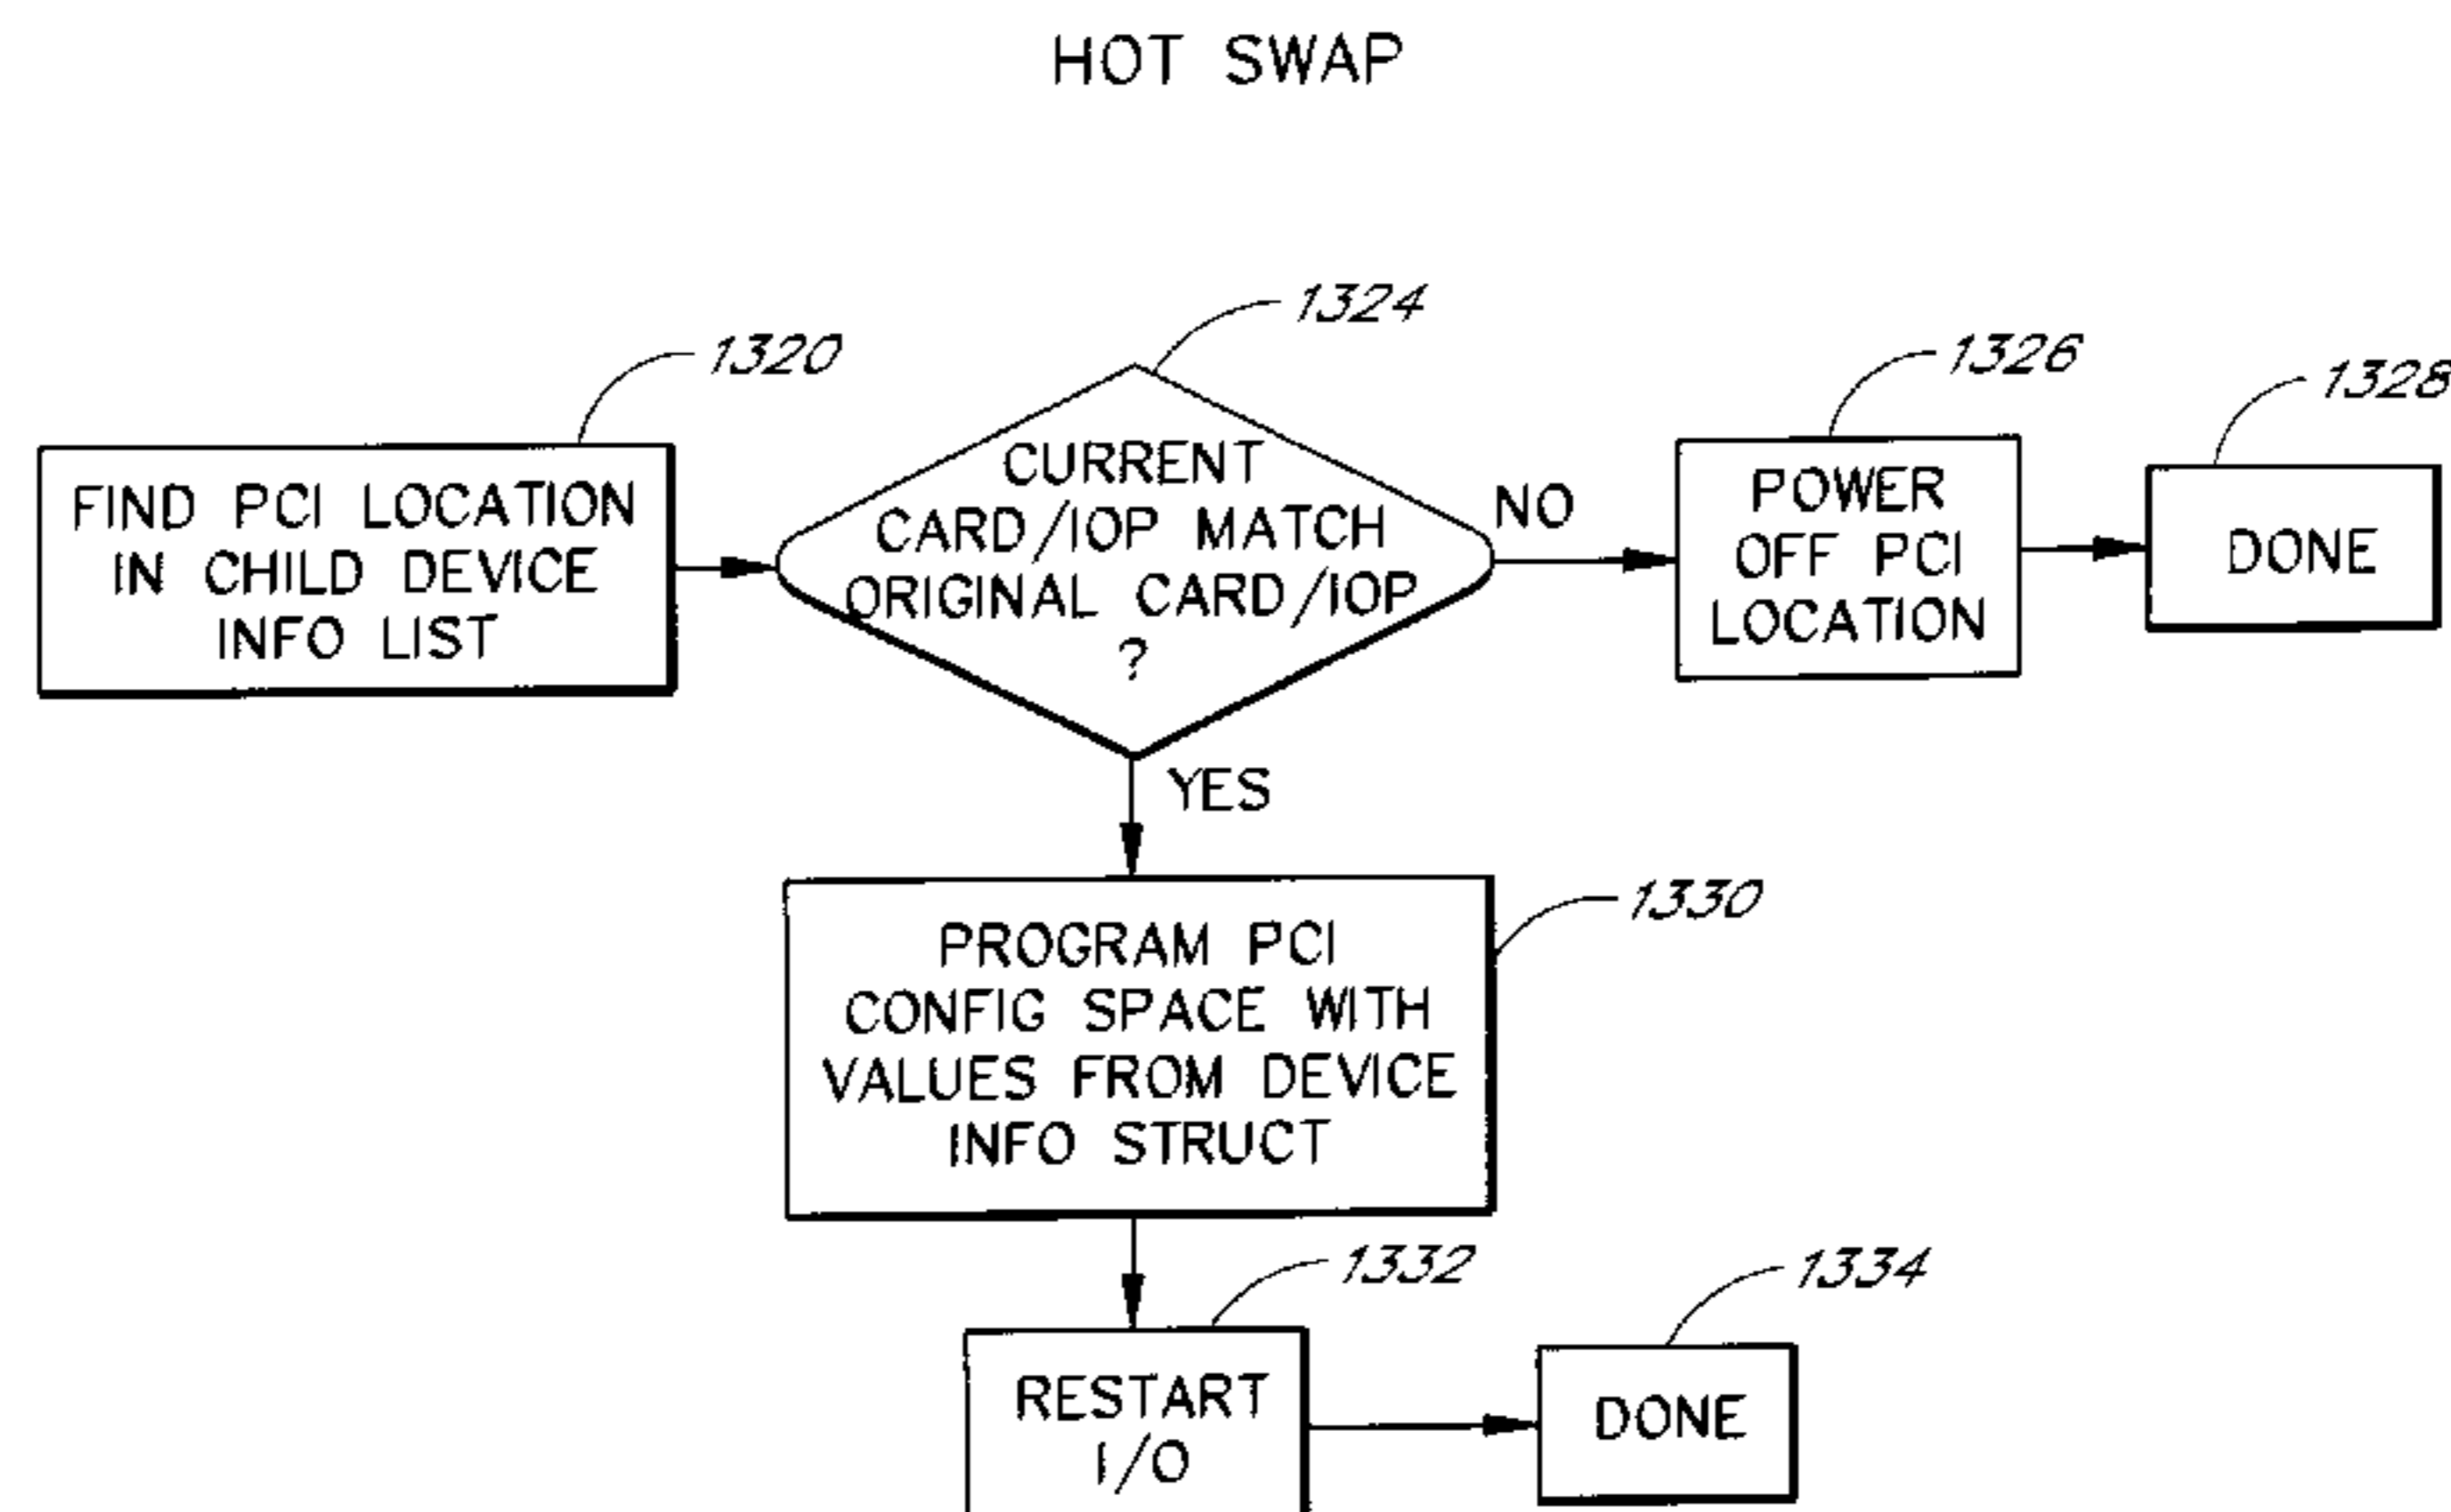 HOT SWAP
1324
1320
1326
1328
FIND PCI LOCATION
IN CHILD DEVICE
INFO LIST
CURRENT
CARD/IOP MATCH
ORIGINAL CARD/IOP
?
NO
POWER
OFF PCI
LOCATION
DONE
YES
1330
PROGRAM PCI
CONFIG SPACE WITH
VALUES FROM DEVICE
INFO STRUCT
1332
1334
RESTART
I/O
DONE